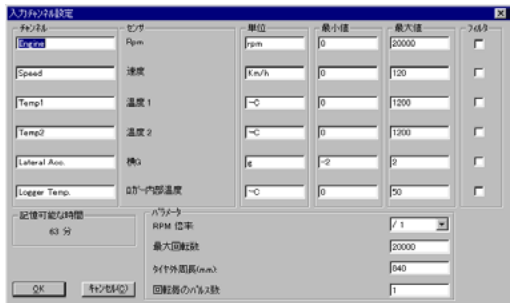 入力チャンネル設定
チャンネル センサ 単位 最小値 最大値 フィルタ
Engine Rpm rpm 0 20000
Speed 速度 Km/h 0 120
Temp1 温度1 ﾟC 0 1200
Temp2 温度2 ﾟC 0 1200
Lateral Acc. 横G g -2 2
Logger Temp. ロガー内部温度 ﾟC 0 50
記憶可能な時間
63 分
パラメータ
RPM 倍率 / 1
最大回転数 20000
タイヤ外周長(mm): 840
回転毎のパルス数 1
OK キャンセル(C)